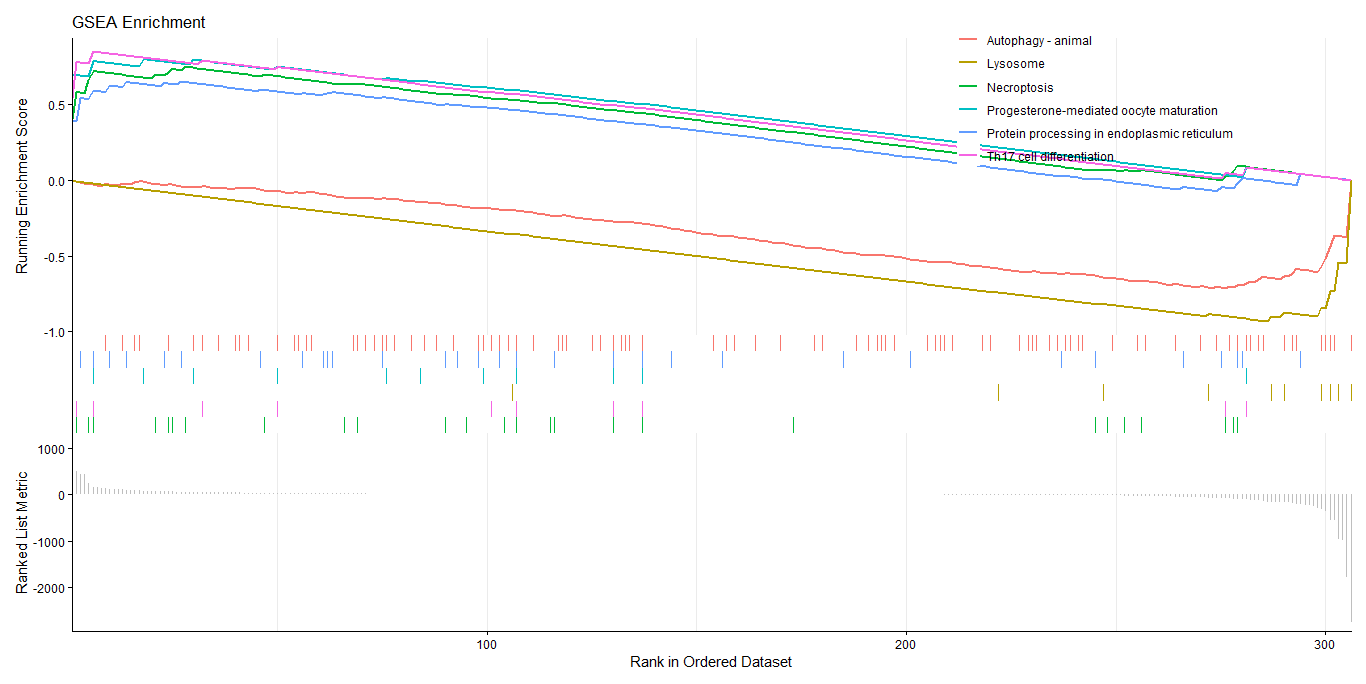 GSEA Enrichment
Autophagy - animal
Lysosome
Necroptosis
Progesterone-mediated oocyte maturation
Protein processing in endoplasmic reticulum
Th17 cell differentiation
Running Enrichment Score
0.5
0.0
-0.5
-1.0
Ranked List Metric
1000
0
-1000
-2000
100
200
300
Rank in Ordered Dataset